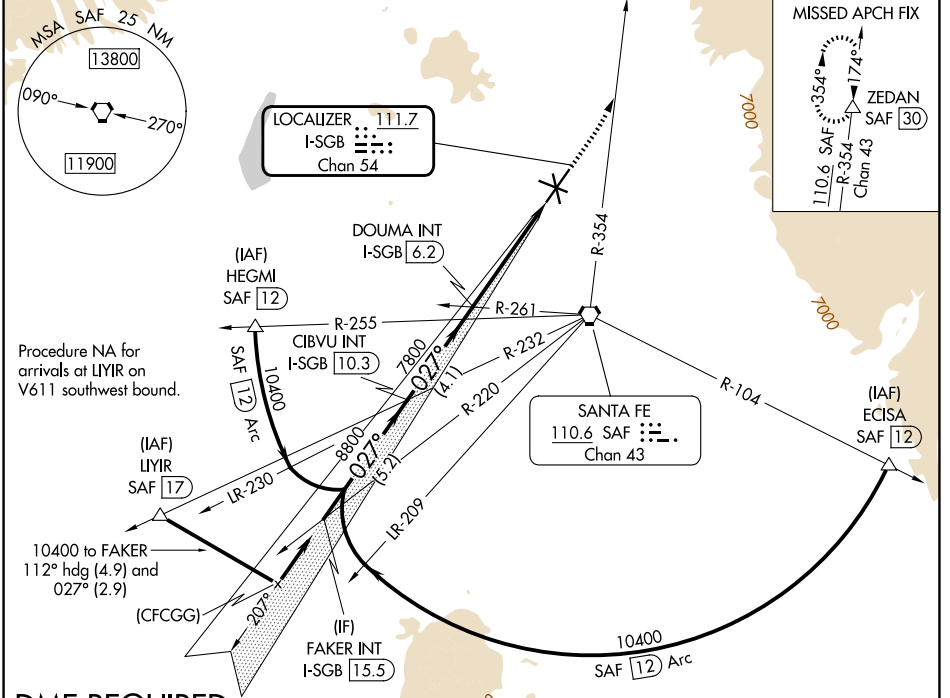 MSA SAF 25 NM
13800
090°
270°
11900
LOCALIZER 111.7
I-SGB
Chan 54
MISSED APCH FIX
354°
174°
ZEDAN
SAF 30
110.6 SAF
R-354
Chan 43
7000
7000
R-354
DOUMA INT
I-SGB 6.2
(IAF)
HEGMI
SAF 12
R-261
R-255
CIBVU INT
I-SGB 10.3
7800
027°
(4.1)
R-232
R-220
R-104
Procedure NA for
arrivals at LIYIR on
V611 southwest bound.
10400
SAF 12 Arc
SANTA FE
110.6 SAF
Chan 43
(IAF)
ECISA
SAF 12
(IAF)
LIYIR
SAF 17
LR-230
8800
027°
(5.2)
LR-209
10400 to FAKER
112° hdg (4.9) and
027° (2.9)
(CFCGG)
207°
(IF)
FAKER INT
I-SGB 15.5
10400
SAF 12 Arc
DME REQUIRED